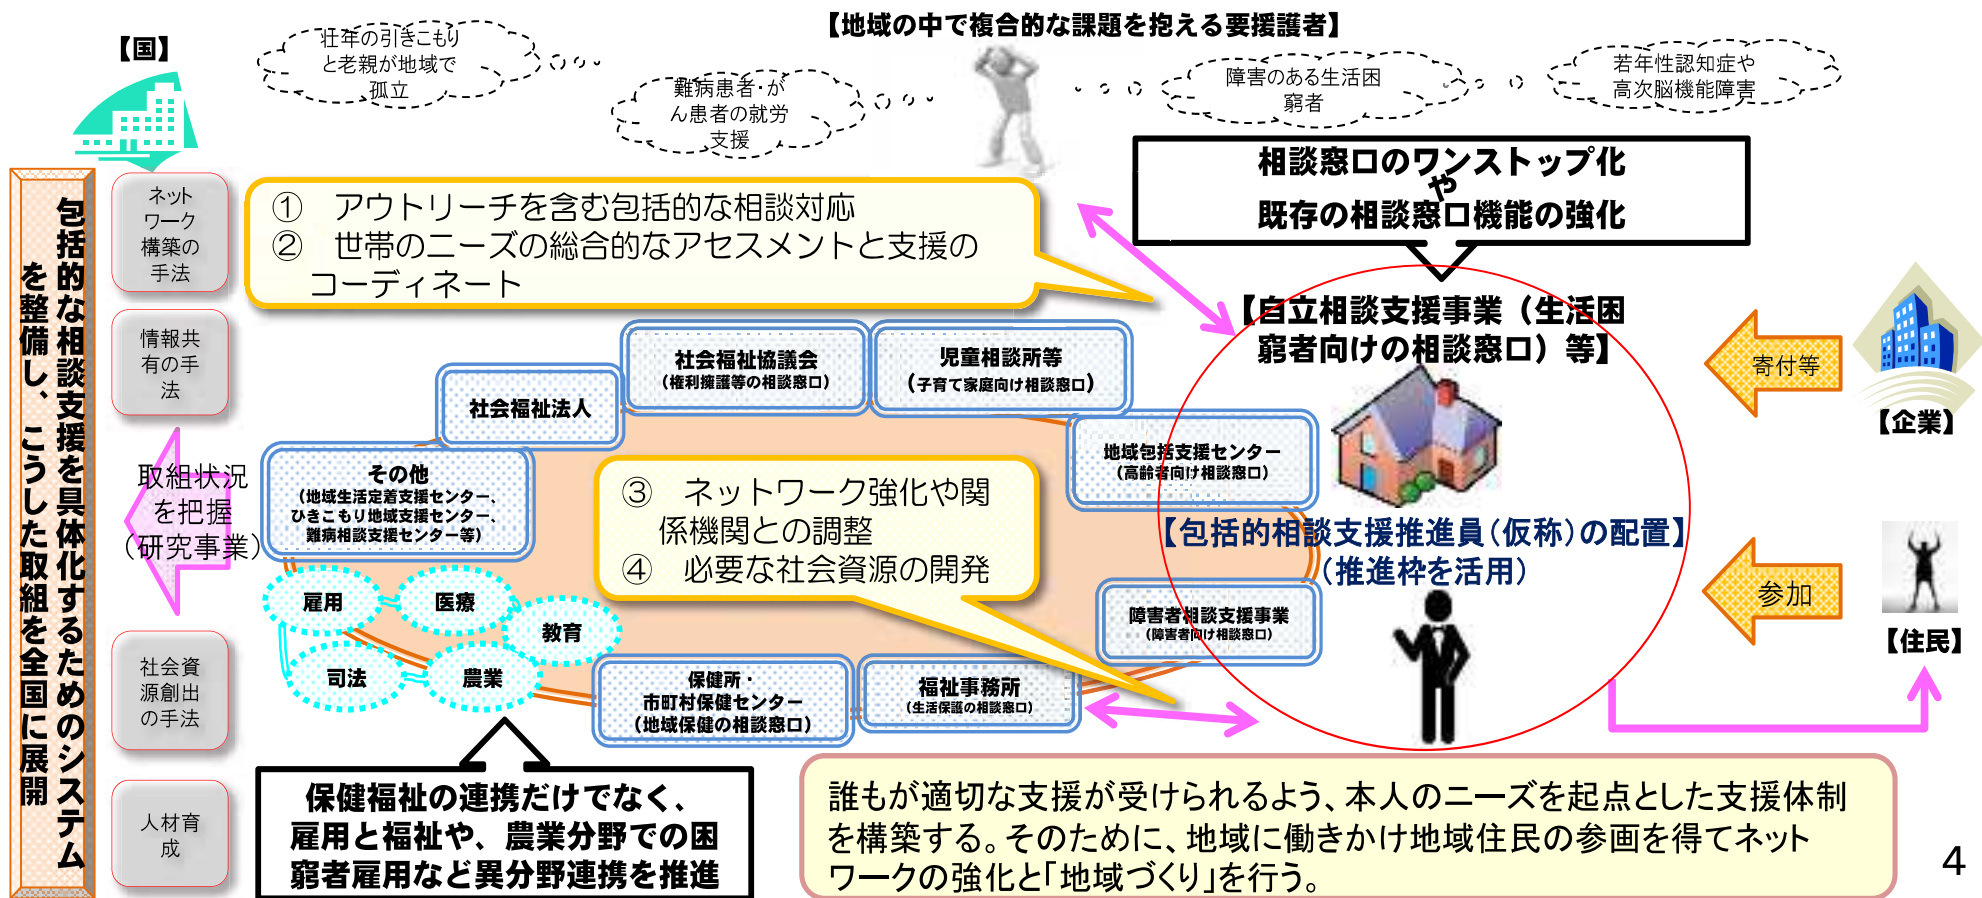 【地域の中で複合的な課題を抱える要援護者】
【国】
壮年の引きこもり
と老親が地域で
孤立
難病患者・が
ん患者の就労
支援
障害のある生活困
窮者
若年性認知症や
高次脳機能障害
包括的な相談支援を具体化するためのシステム
を整備し、こうした取組を全国に展開
ネット
ワーク
構築の
手法
情報共
有の手
法
取組状況
を把握
（研究事業）
社会資
源創出
の手法
人材育
成
① アウトリーチを含む包括的な相談対応
② 世帯のニーズの総合的なアセスメントと支援の
コーディネート
相談窓口のワンストップ化
や
既存の相談窓口機能の強化
【自立相談支援事業（生活困
窮者向けの相談窓口）等】
寄付等
【企業】
社会福祉協議会
（権利擁護等の相談窓口）
児童相談所等
（子育て家庭向け相談窓口）
社会福祉法人
地域包括支援センター
（高齢者向け相談窓口）
その他
（地域生活定着支援センター、
ひきこもり地域支援センター、
難病相談支援センター等）
③ ネットワーク強化や関
係機関との調整
④ 必要な社会資源の開発
【包括的相談支援推進員（仮称）の配置】
（推進枠を活用）
参加
【住民】
雇用
医療
教育
司法
農業
障害者相談支援事業
（障害者向け相談窓口）
保健所・
市町村保健センター
（地域保健の相談窓口）
福祉事務所
（生活保護の相談窓口）
保健福祉の連携だけでなく、
雇用と福祉や、農業分野での困
窮者雇用など異分野連携を推進
誰もが適切な支援が受けられるよう、本人のニーズを起点とした支援体制
を構築する。そのために、地域に働きかけ地域住民の参画を得てネット
ワークの強化と「地域づくり」を行う。
4